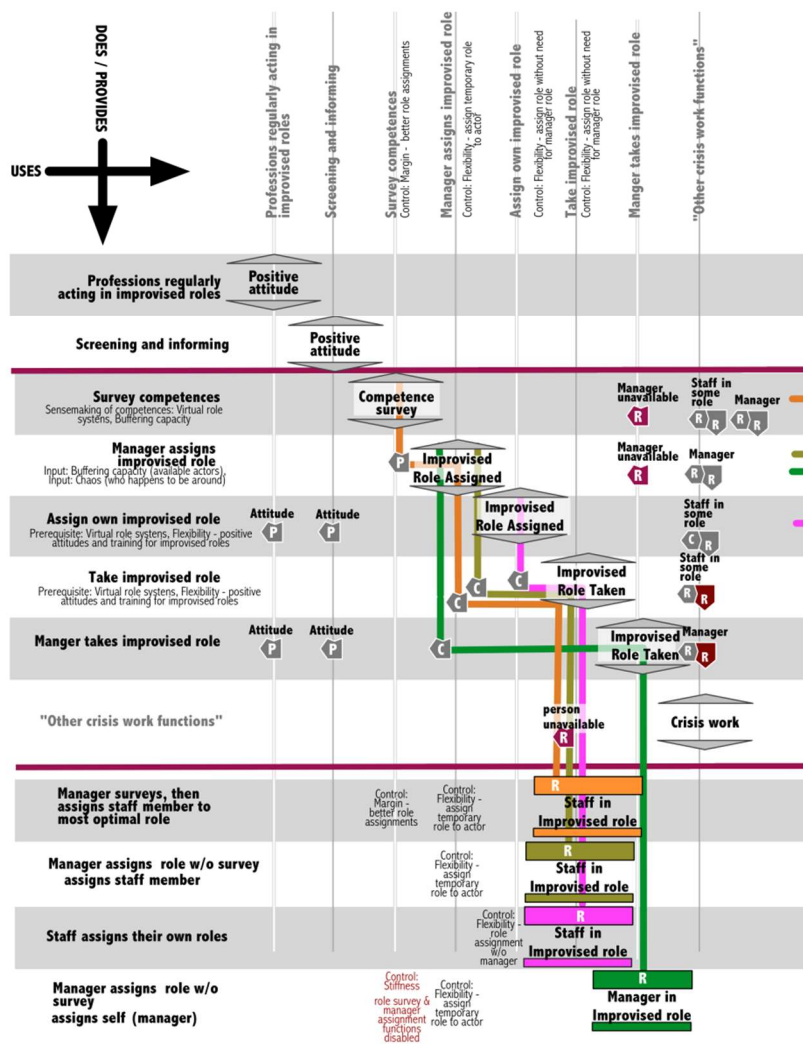 DOES / PROVIDES
USES
Professions regularly acting in
improvised roles
Screening and informing
Survey competences
Control: Margin - better role assignments
Manager assigns improvised role
Control: Flexibility - assign temporary role
to actor
Assign own improvised role
Control: Flexibility - assign role without need
for manager role
Take improvised role
Control: Flexibility - assign role without need
for manager role
Manger takes improvised role
"Other crisis work functions"
Professions regularly
acting in improvised roles
Positive
attitude
Screening and informing
Positive
attitude
Survey competences
Sensemaking of competences: Virtual role
systens, Buffering capacity
Competence
survey
Manager
unavailable
R
Staff in
some
role
R
R
Manager
R
R
Manager assigns
improvised role
Input: Buffering capacity (available actors),
Input: Chaos (who happens to be around)
P
Improvised
Role Assigned
Manager
unavailable
R
Manager
R
R
Assign own improvised role
Prerequisite: Virtual role systens, Flexibility - positive
attitudes and training for improvised roles
Attitude
P
Attitude
P
Improvised
Role Assigned
Staff in
some
role
C
R
Take improvised role
Prerequisite: Virtual role systens, Flexibility - positive
attitudes and training for improvised roles
C
C
C
Improvised
Role Taken
Staff in
some
role
R
R
Manger takes improvised role
Attitude
P
Attitude
P
C
Improvised
Role Taken
Manager
R
R
"Other crisis work functions"
person
unavailable
R
Crisis work
Manager surveys, then
assigns staff member to
most optimal role
Control:
Margin -
better role
assignments
Control:
Flexibility -
assign
temporary
role to actor
R
Staff in
Improvised role
Manager assigns role w/o survey
assigns staff member
Control:
Flexibility -
assign
temporary
role to actor
R
Staff in
Improvised role
Staff assigns their own roles
Control:
Flexibility -
role
assignment
w/o
manager
R
Staff in
Improvised role
Manager assigns role w/o
survey
assigns self (manager)
Control:
Stiffness
role survey &
manager
assignment
functions
disabled
Control:
Flexibility -
assign
temporary
role to actor
R
Manager in
Improvised role